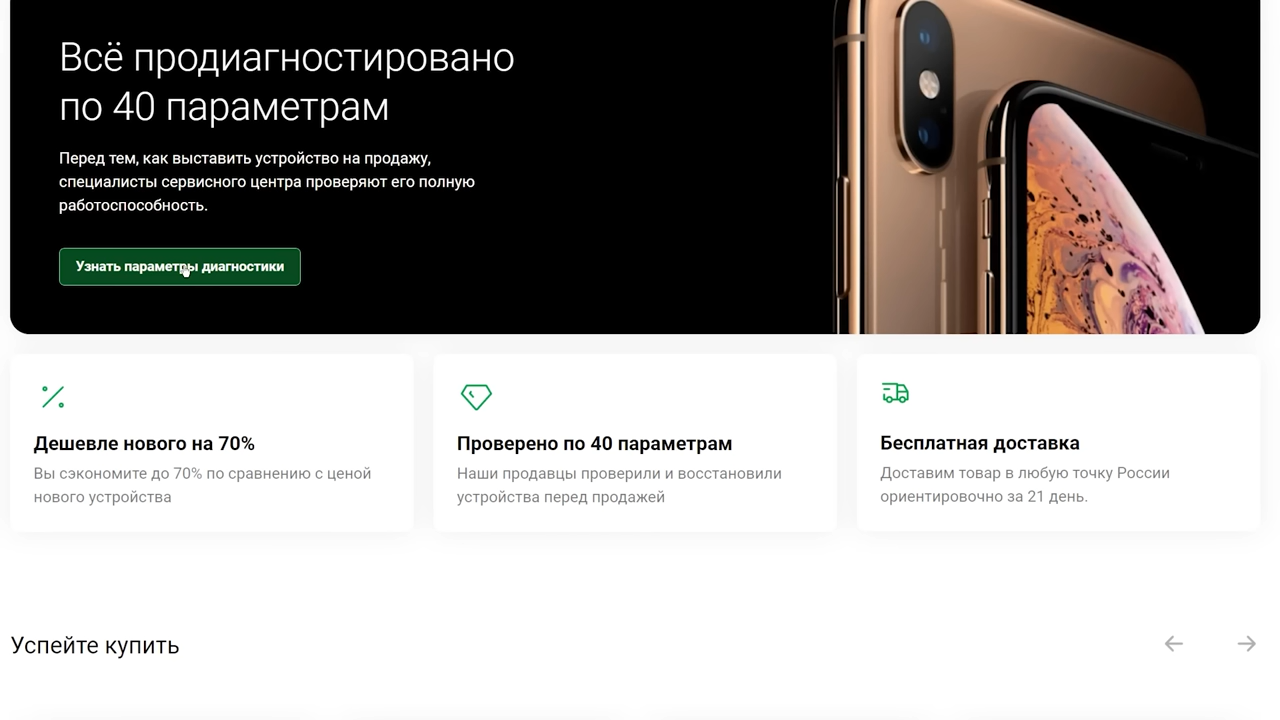 Всё продиагностировано
по 40 параметрам
Перед тем, как выставить устройство на продажу,
специалисты сервисного центра проверяют его полную
работоспособность.
Узнать параметры диагностики
Дешевле нового на 70%
Вы сэкономите до 70% по сравнению с ценой
нового устройства
Проверено по 40 параметрам
Наши продавцы проверили и восстановили
устройства перед продажей
Бесплатная доставка
Доставим товар в любую точку России
ориентировочно за 21 день.
Успейте купить